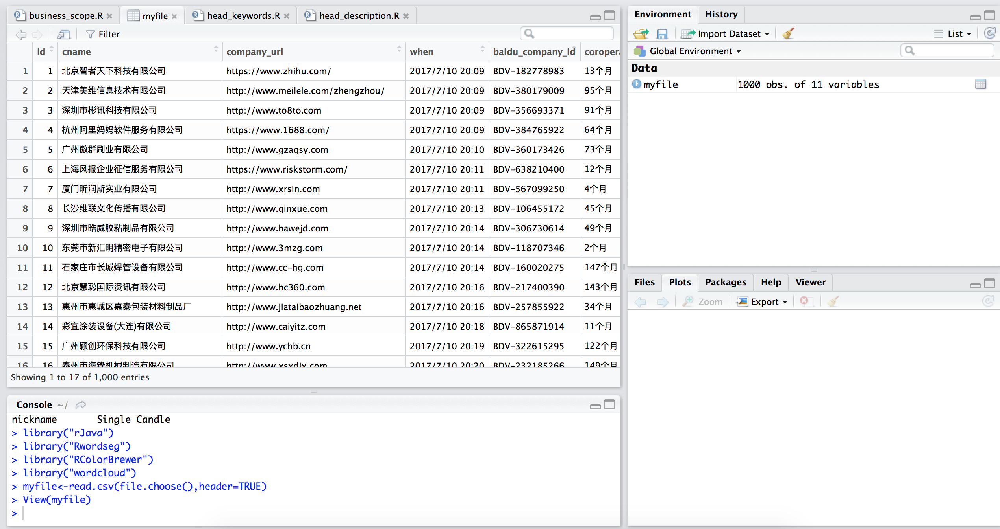 business_scope.R
myfile
head_keywords.R
head_description.R
Filter
id cname company_url when baidu_company_id coropera
1 1 北京智者天下科技有限公司 https://www.zhihu.com/ 2017/7/10 20:09 BDV-182778983 13个月
2 2 天津美维信息技术有限公司 http://www.meilele.com/zhengzhou/ 2017/7/10 20:09 BDV-380179009 95个月
3 3 深圳市彬讯科技有限公司 http://www.to8to.com 2017/7/10 20:09 BDV-356693371 91个月
4 4 杭州阿里妈妈软件服务有限公司 https://www.1688.com/ 2017/7/10 20:09 BDV-384765922 64个月
5 5 广州傲群刷业有限公司 http://www.gzaqsy.com 2017/7/10 20:10 BDV-360173426 73个月
6 6 上海风报企业征信服务有限公司 https://www.riskstorm.com/ 2017/7/10 20:11 BDV-638210400 12个月
7 7 厦门昕润斯实业有限公司 http://www.xrsin.com 2017/7/10 20:11 BDV-567099250 4个月
8 8 长沙维联文化传播有限公司 http://www.qinxue.com 2017/7/10 20:13 BDV-106455172 45个月
9 9 深圳市晧威胶粘制品有限公司 http://www.hawejd.com 2017/7/10 20:14 BDV-306730614 49个月
10 10 东莞市新汇明精密电子有限公司 http://www.3mzg.com 2017/7/10 20:14 BDV-118707346 2个月
11 11 石家庄市长城焊管设备有限公司 http://www.cc-hg.com 2017/7/10 20:14 BDV-160020275 147个月
12 12 北京慧聪国际资讯有限公司 http://www.hc360.com 2017/7/10 20:16 BDV-217400390 143个月
13 13 惠州市惠城区嘉泰包装材料制品厂 http://www.jiataibaozhuang.net 2017/7/10 20:16 BDV-257855922 34个月
14 14 彩宜涂装设备(大连)有限公司 http://www.caiyitz.com 2017/7/10 20:18 BDV-865871914 11个月
15 15 广州颖创环保科技有限公司 http://www.ychb.cn 2017/7/10 20:19 BDV-322615295 122个月
16 16 泰州市海锋机械制造有限公司 http://www.xsxdjx.com 2017/7/10 20:20 BDV-232185266 149个月
Showing 1 to 17 of 1,000 entries
Console ~/
nickname Single Candle
> library("rJava")
> library("Rwordseg")
> library("RColorBrewer")
> library("wordcloud")
> myfile<-read.csv(file.choose(),header=TRUE)
> View(myfile)
>
Environment History
Import Dataset List
Global Environment
Data
myfile 1000 obs. of 11 variables
Files Plots Packages Help Viewer
Zoom Export